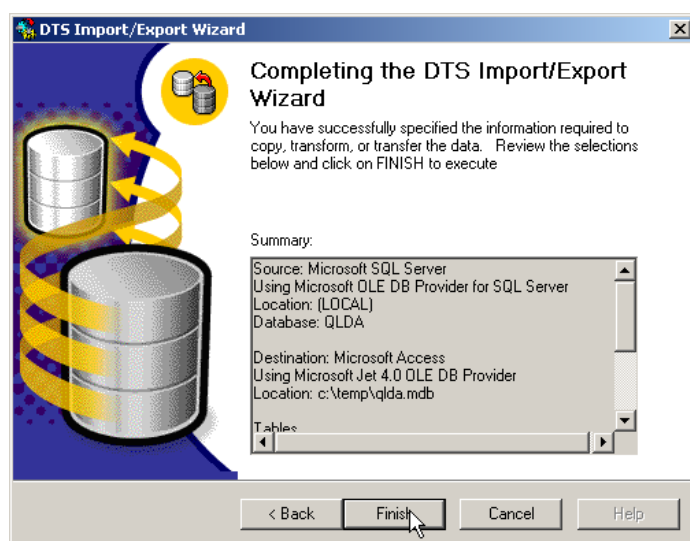 DTS Import/Export Wizard
Completing the DTS Import/Export
Wizard
You have successfully specified the information required to
copy, transform, or transfer the data. Review the selections
below and click on FINISH to execute
Summary:
Source: Microsoft SQL Server
Using Microsoft OLE DB Provider for SQL Server
Location: (LOCAL)
Database: QLDA
Destination: Microsoft Access
Using Microsoft Jet 4.0 OLE DB Provider
Location: c:\temp\qlda.mdb
Tables
< Back
Finish
Cancel
Help